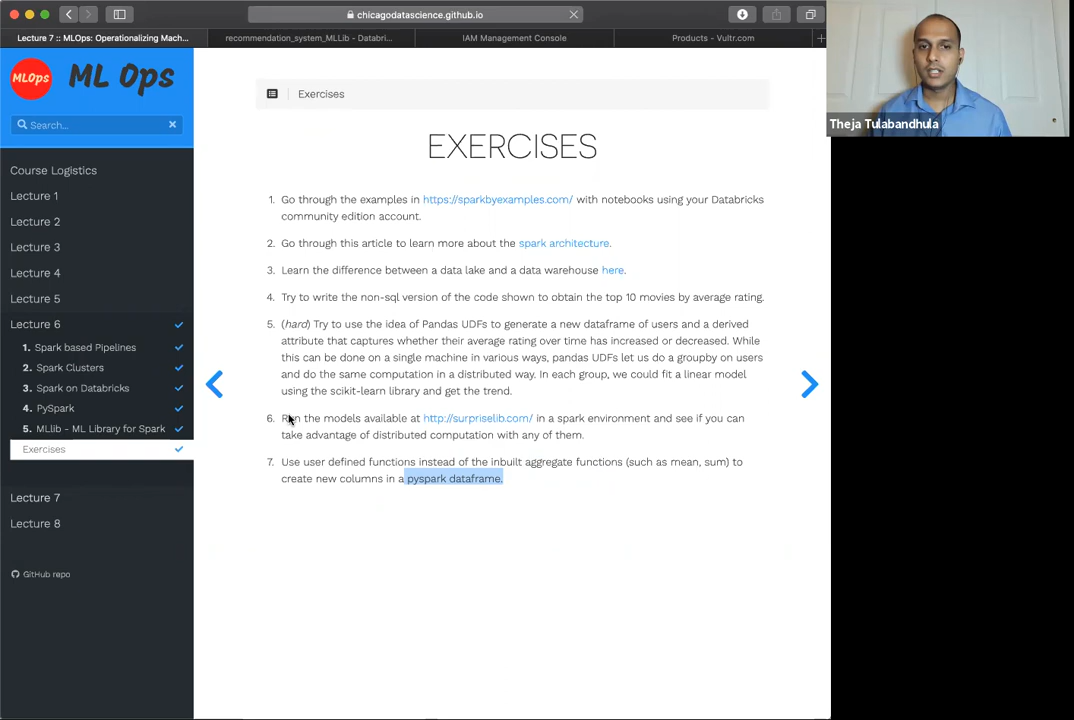 chicagodatascience.github.io
Lecture 7 :: MLOps: Operationalizing Mach...
recommendation_system_MLLib - Databri...
IAM Management Console
Products - Vultr.com
MLOps
ML Ops
Search...
Course Logistics
Lecture 1
Lecture 2
Lecture 3
Lecture 4
Lecture 5
Lecture 6
1. Spark based Pipelines
2. Spark Clusters
3. Spark on Databricks
4. PySpark
5. MLlib - ML Library for Spark
Exercises
Lecture 7
Lecture 8
GitHub repo
Exercises
EXERCISES
1. Go through the examples in https://sparkbyexamples.com/ with notebooks using your Databricks
community edition account.
2. Go through this article to learn more about the spark architecture.
3. Learn the difference between a data lake and a data warehouse here.
4. Try to write the non-sql version of the code shown to obtain the top 10 movies by average rating.
5. (hard) Try to use the idea of Pandas UDFs to generate a new dataframe of users and a derived
attribute that captures whether their average rating over time has increased or decreased. While
this can be done on a single machine in various ways, pandas UDFs let us do a groupby on users
and do the same computation in a distributed way. In each group, we could fit a linear model
using the scikit-learn library and get the trend.
6. Run the models available at http://surpriselib.com/ in a spark environment and see if you can
take advantage of distributed computation with any of them.
7. Use user defined functions instead of the inbuilt aggregate functions (such as mean, sum) to
create new columns in a pyspark dataframe.
Theja Tulabandhula